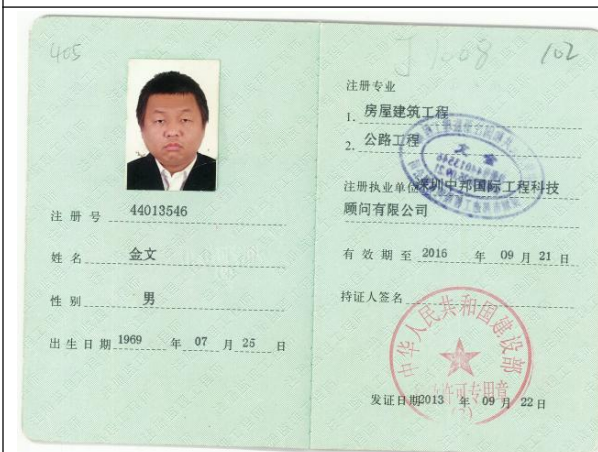 405
注册号 44013546
姓名 金文
性别 男
出生日期 1969 年 07 月 25 日
102
注册专业
1. 房屋建筑工程
2. 公路工程
注册执业单位深圳中邦国际工程科技
顾问有限公司
有效期至 2016 年 09 月 21 日
持证人签名
中华人民共和国建设部
发证日期2013 年 09 月 22 日